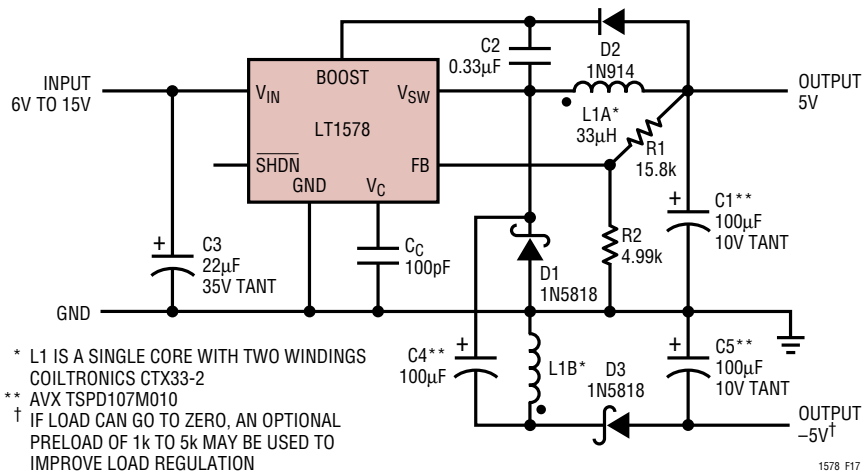 C2
0.33µF
D2
1N914
INPUT
6V TO 15V
BOOST
VIN
VSW
LT1578
SHDN
FB
GND
VC
L1A*
33µH
R1
15.8k
OUTPUT
5V
+
C3
22µF
35V TANT
CC
100pF
D1
1N5818
R2
4.99k
+
C1**
100µF
10V TANT
GND
+
C4**
100µF
L1B*
D3
1N5818
+
C5**
100µF
10V TANT
OUTPUT
–5V†
* L1 IS A SINGLE CORE WITH TWO WINDINGS
COILTRONICS CTX33-2
** AVX TSPD107M010
† IF LOAD CAN GO TO ZERO, AN OPTIONAL
PRELOAD OF 1k TO 5k MAY BE USED TO
IMPROVE LOAD REGULATION
1578 F17